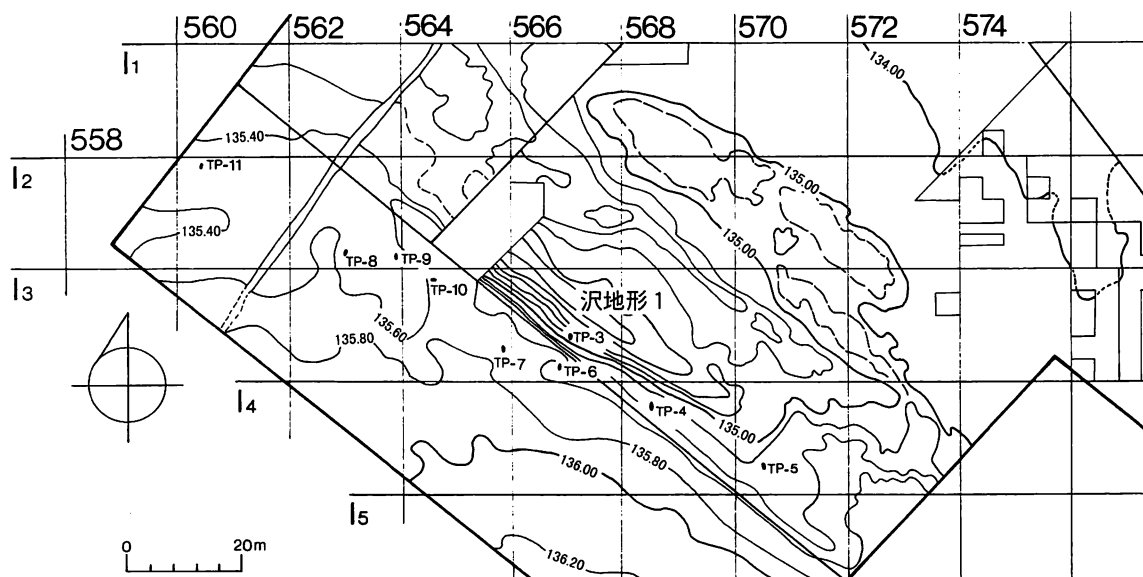 560 562 564 566 568 570 572 574
I1
134.00
135.40
558
I2
TP-11
135.00
135.40
135.00
TP-8 TP-9
I3
TP-10
沢地形 1
135.60
TP-3
135.80
TP-7 TP-6
I4
TP-4
135.00
135.80
TP-5
136.00
I5
0 20m
136.20